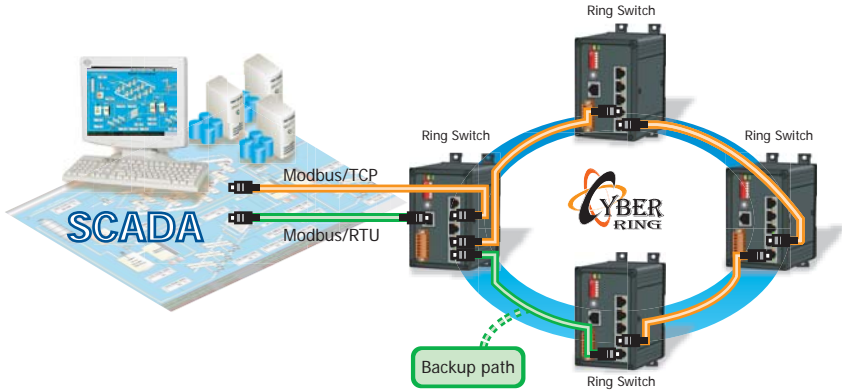 Ring Switch
Ring Switch
Ring Switch
Modbus/TCP
CYBER
RING
SCADA
Modbus/RTU
Backup path
Ring Switch